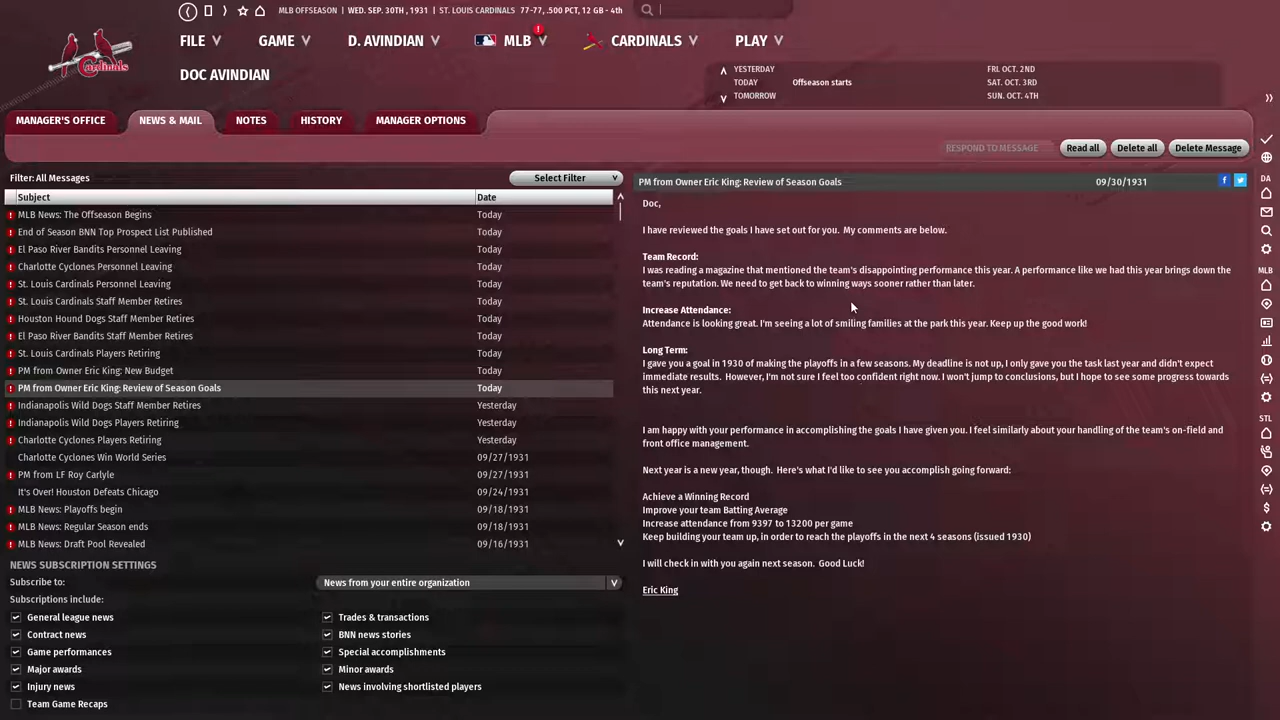 MLB OFFSEASON | WED. SEP. 30TH, 1931 | ST. LOUIS CARDINALS 77-77, .500 PCT, 12 GB - 4th
FILE GAME D. AVINDIAN MLB CARDINALS PLAY
Cardinals
DOC AVINDIAN
YESTERDAY FRI. OCT. 2ND
TODAY Offseason starts SAT. OCT. 3RD
TOMORROW SUN. OCT. 4TH
MANAGER'S OFFICE NEWS & MAIL NOTES HISTORY MANAGER OPTIONS
RESPOND TO MESSAGE Read all Delete all Delete Message
Filter: All Messages Select Filter
Subject Date
MLB News: The Offseason Begins Today
End of Season BNN Top Prospect List Published Today
El Paso River Bandits Personnel Leaving Today
Charlotte Cyclones Personnel Leaving Today
St. Louis Cardinals Personnel Leaving Today
St. Louis Cardinals Staff Member Retires Today
Houston Hound Dogs Staff Member Retires Today
El Paso River Bandits Staff Member Retires Today
St. Louis Cardinals Players Retiring Today
PM from Owner Eric King: New Budget Today
PM from Owner Eric King: Review of Season Goals Today
Indianapolis Wild Dogs Staff Member Retires Yesterday
Indianapolis Wild Dogs Players Retiring Yesterday
Charlotte Cyclones Players Retiring Yesterday
Charlotte Cyclones Win World Series 09/27/1931
PM from LF Roy Carlyle 09/27/1931
It's Over! Houston Defeats Chicago 09/24/1931
MLB News: Playoffs begin 09/18/1931
MLB News: Regular Season ends 09/18/1931
MLB News: Draft Pool Revealed 09/16/1931
NEWS SUBSCRIPTION SETTINGS
Subscribe to: News from your entire organization
Subscriptions include:
General league news Trades & transactions
Contract news BNN news stories
Game performances Special accomplishments
Major awards Minor awards
Injury news News involving shortlisted players
Team Game Recaps
PM from Owner Eric King: Review of Season Goals 09/30/1931
Doc,
I have reviewed the goals I have set out for you. My comments are below.
Team Record:
I was reading a magazine that mentioned the team's disappointing performance this year. A performance like we had this year brings down the
team's reputation. We need to get back to winning ways sooner rather than later.
Increase Attendance:
Attendance is looking great. I'm seeing a lot of smiling families at the park this year. Keep up the good work!
Long Term:
I gave you a goal in 1930 of making the playoffs in a few seasons. My deadline is not up, I only gave you the task last year and didn't expect
immediate results. However, I'm not sure I feel too confident right now. I won't jump to conclusions, but I hope to see some progress towards
this next year.
I am happy with your performance in accomplishing the goals I have given you. I feel similarly about your handling of the team's on-field and
front office management.
Next year is a new year, though. Here's what I'd like to see you accomplish going forward:
Achieve a Winning Record
Improve your team Batting Average
Increase attendance from 9397 to 13200 per game
Keep building your team up, in order to reach the playoffs in the next 4 seasons (issued 1930)
I will check in with you again next season. Good Luck!
Eric King
DA
MLB
STL